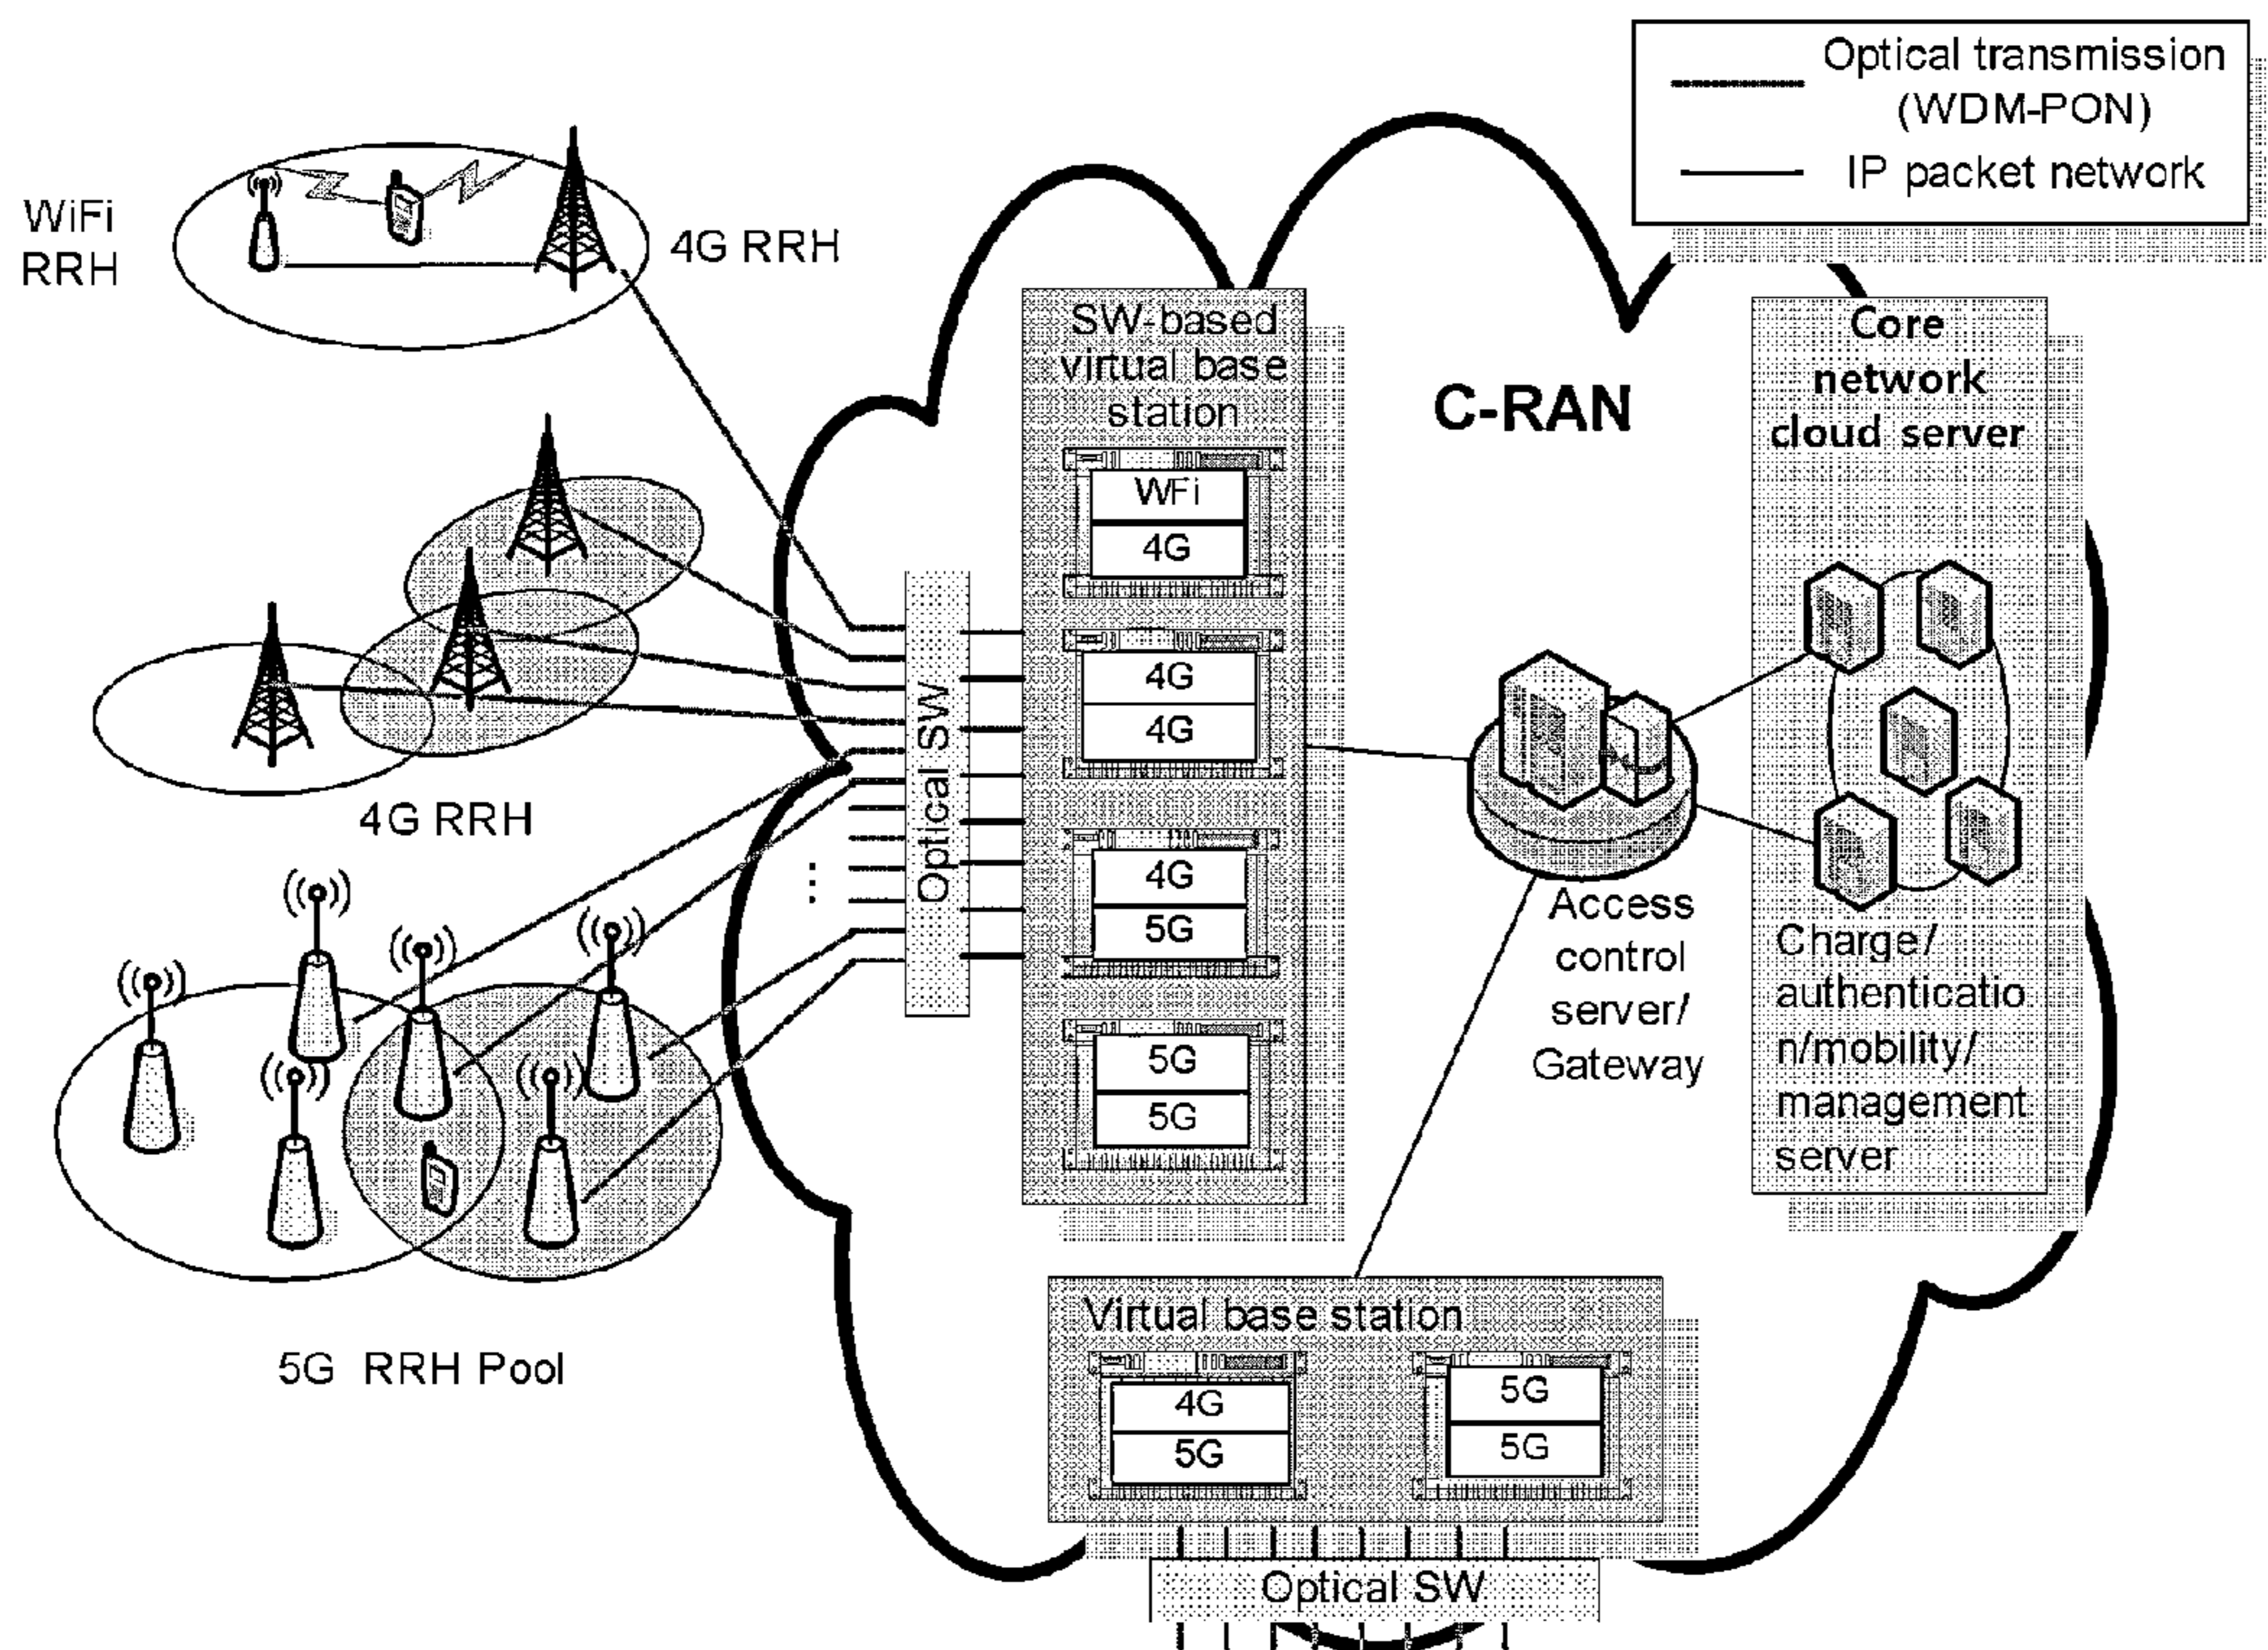 Optical transmission
(WDM-PON)
IP packet network
WiFi
RRH
4G RRH
SW-based
virtual base
station
WFi
4G
4G
4G
4G
5G
5G
5G
C-RAN
Core
network
cloud server
4G RRH
Optical SW
⋮
Access
control
server/
Gateway
Charge/
authenticatio
n/mobility/
management
server
5G RRH Pool
Virtual base station
4G
5G
5G
5G
Optical SW